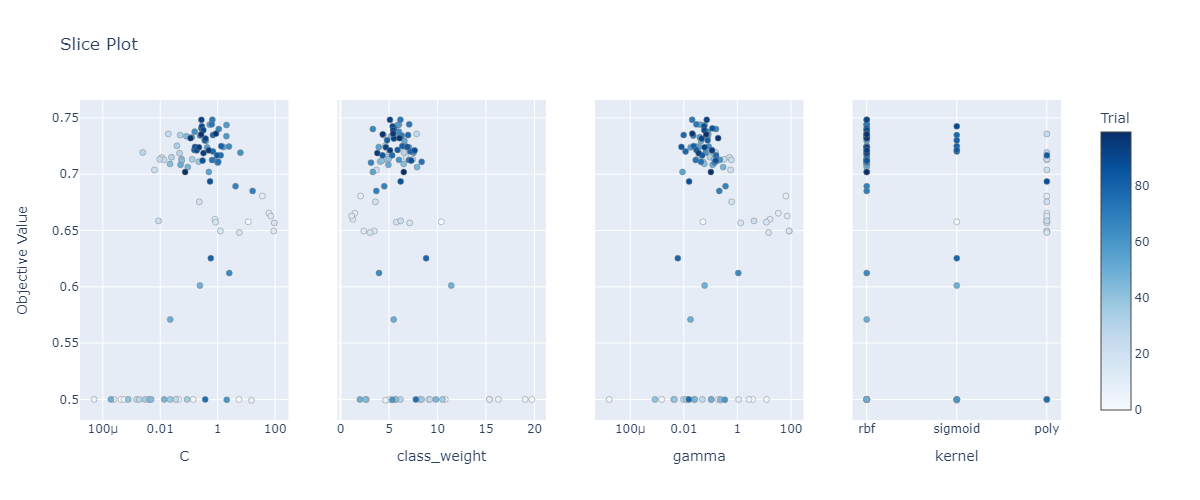 Slice Plot
Objective Value
0.75
0.7
0.65
0.6
0.55
0.5
100μ 0.01 1 100
C
0 5 10 15 20
class_weight
100μ 0.01 1 100
gamma
rbf sigmoid poly
kernel
Trial
80
60
40
20
0